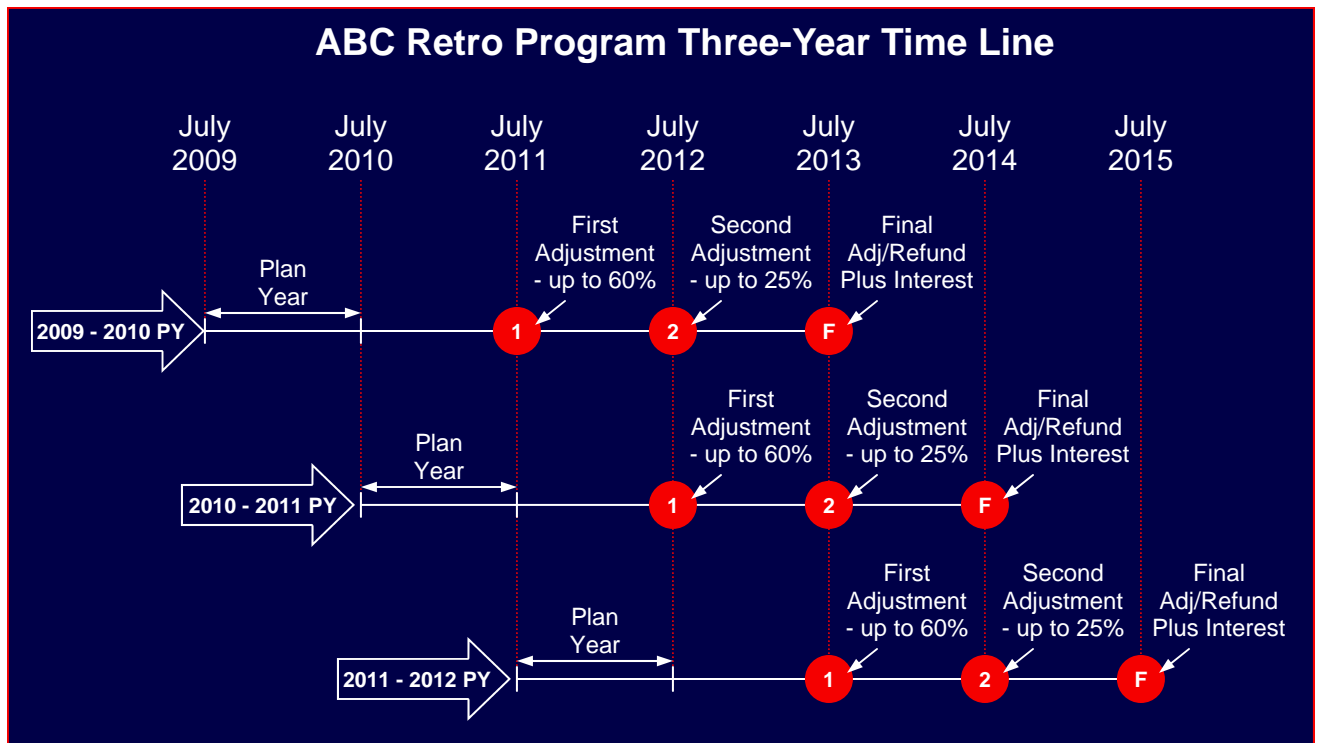 ABC Retro Program Three-Year Time Line
July
2009
July
2010
July
2011
July
2012
July
2013
July
2014
July
2015
Plan
Year
First
Adjustment
- up to 60%
Second
Adjustment
- up to 25%
Final
Adj/Refund
Plus Interest
2009 - 2010 PY
1
2
F
Plan
Year
First
Adjustment
- up to 60%
Second
Adjustment
- up to 25%
Final
Adj/Refund
Plus Interest
2010 - 2011 PY
1
2
F
Plan
Year
First
Adjustment
- up to 60%
Second
Adjustment
- up to 25%
Final
Adj/Refund
Plus Interest
2011 - 2012 PY
1
2
F